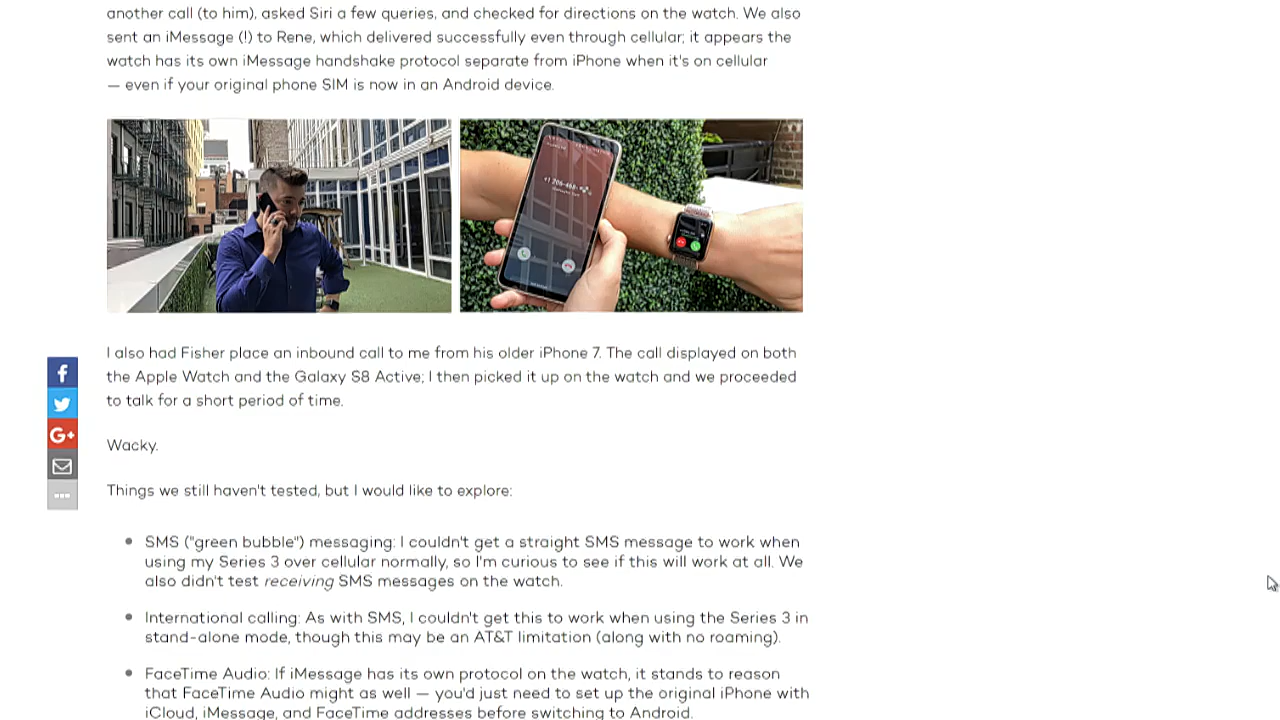 another call (to him), asked Siri a few queries, and checked for directions on the watch. We also
sent an iMessage (!) to Rene, which delivered successfully even through cellular; it appears the
watch has its own iMessage handshake protocol separate from iPhone when it's on cellular
— even if your original phone SIM is now in an Android device.
I also had Fisher place an inbound call to me from his older iPhone 7. The call displayed on both
the Apple Watch and the Galaxy S8 Active; I then picked it up on the watch and we proceeded
to talk for a short period of time.
Wacky.
Things we still haven't tested, but I would like to explore:
SMS ("green bubble") messaging: I couldn't get a straight SMS message to work when
using my Series 3 over cellular normally, so I'm curious to see if this will work at all. We
also didn't test receiving SMS messages on the watch.
International calling: As with SMS, I couldn't get this to work when using the Series 3 in
stand-alone mode, though this may be an AT&T limitation (along with no roaming).
FaceTime Audio: If iMessage has its own protocol on the watch, it stands to reason
that FaceTime Audio might as well — you'd just need to set up the original iPhone with
iCloud, iMessage, and FaceTime addresses before switching to Android.